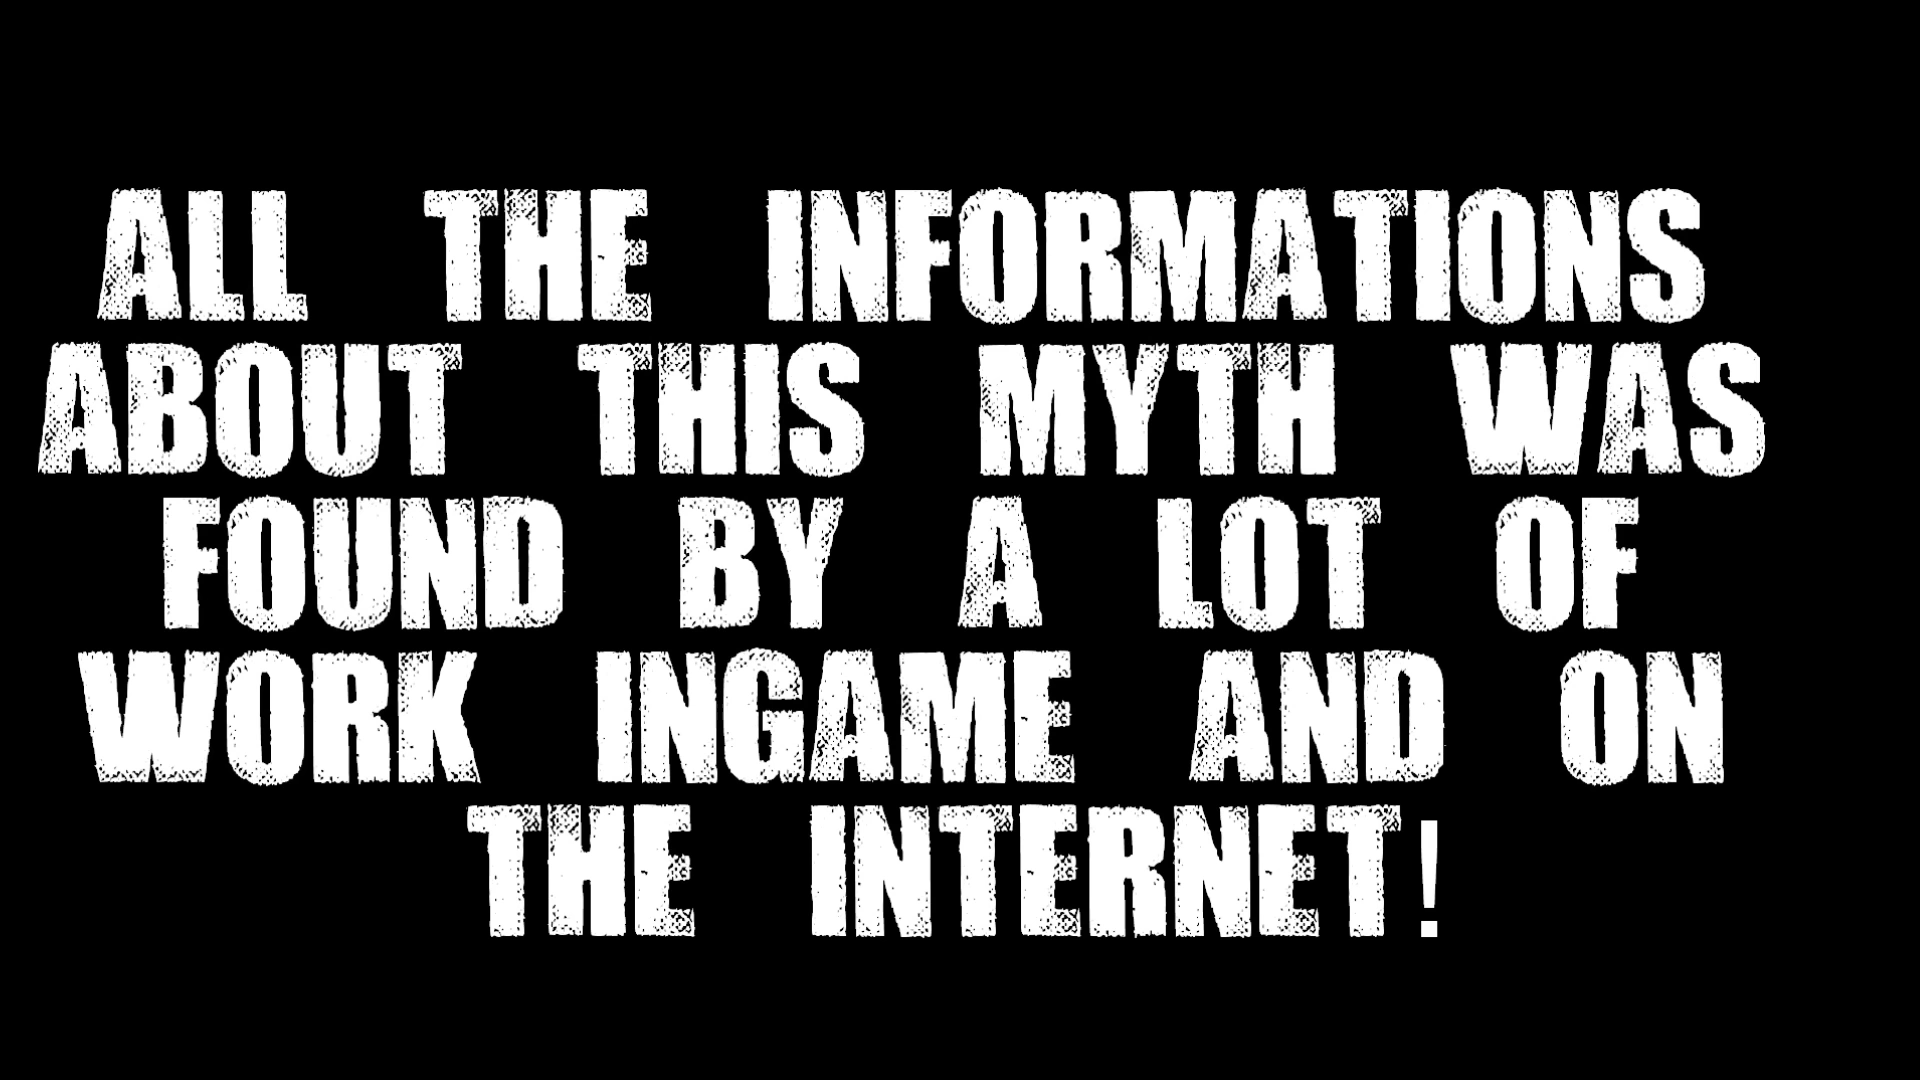 ALL THE INFORMATIONS
ABOUT THIS MYTH WAS
FOUND BY A LOT OF
WORK INGAME AND ON
THE INTERNET!